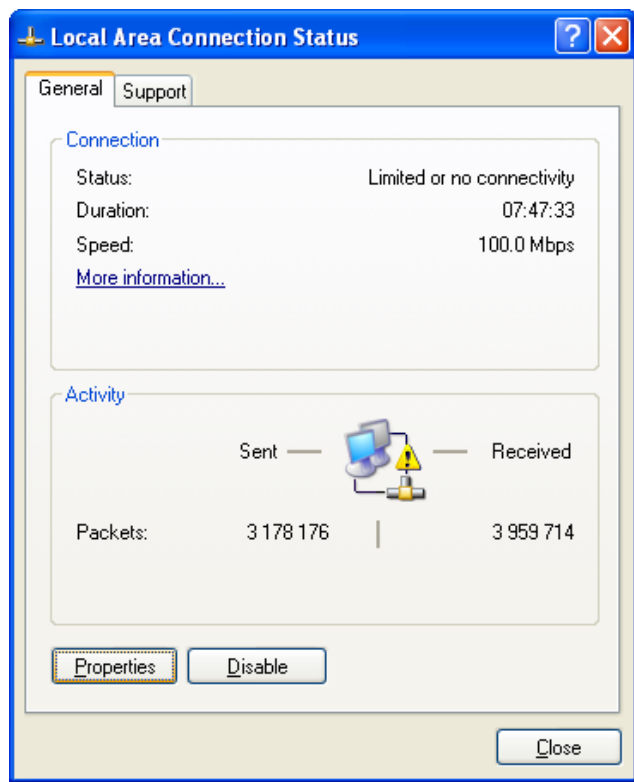 Local Area Connection Status
General Support
Connection
Status: Limited or no connectivity
Duration: 07:47:33
Speed: 100.0 Mbps
More information...
Activity
Sent Received
Packets: 3 178 176 3 959 714
Properties Disable
Close